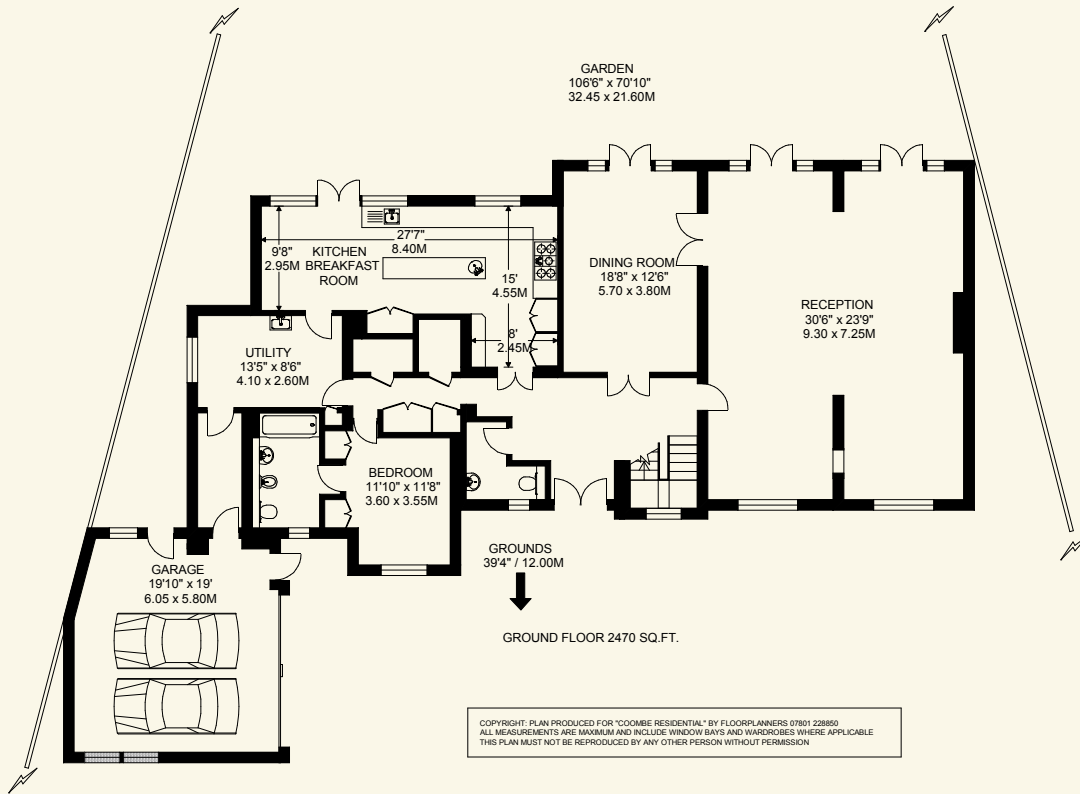 GARDEN
106'6" x 70'10"
32.45 x 21.60M
27'7"
8.40M
9'8"
2.95M
KITCHEN
BREAKFAST
ROOM
15'
4.55M
8'
2.45M
DINING ROOM
18'8" x 12'6"
5.70 x 3.80M
RECEPTION
30'6" x 23'9"
9.30 x 7.25M
UTILITY
13'5" x 8'6"
4.10 x 2.60M
BEDROOM
11'10" x 11'8"
3.60 x 3.55M
GARAGE
19'10" x 19'
6.05 x 5.80M
GROUNDS
39'4" / 12.00M
GROUND FLOOR 2470 SQ.FT.
COPYRIGHT: PLAN PRODUCED FOR "COOMBE RESIDENTIAL" BY FLOORPLANNERS 07801 228850
ALL MEASUREMENTS ARE MAXIMUM AND INCLUDE WINDOW BAYS AND WARDROBES WHERE APPLICABLE
THIS PLAN MUST NOT BE REPRODUCED BY ANY OTHER PERSON WITHOUT PERMISSION